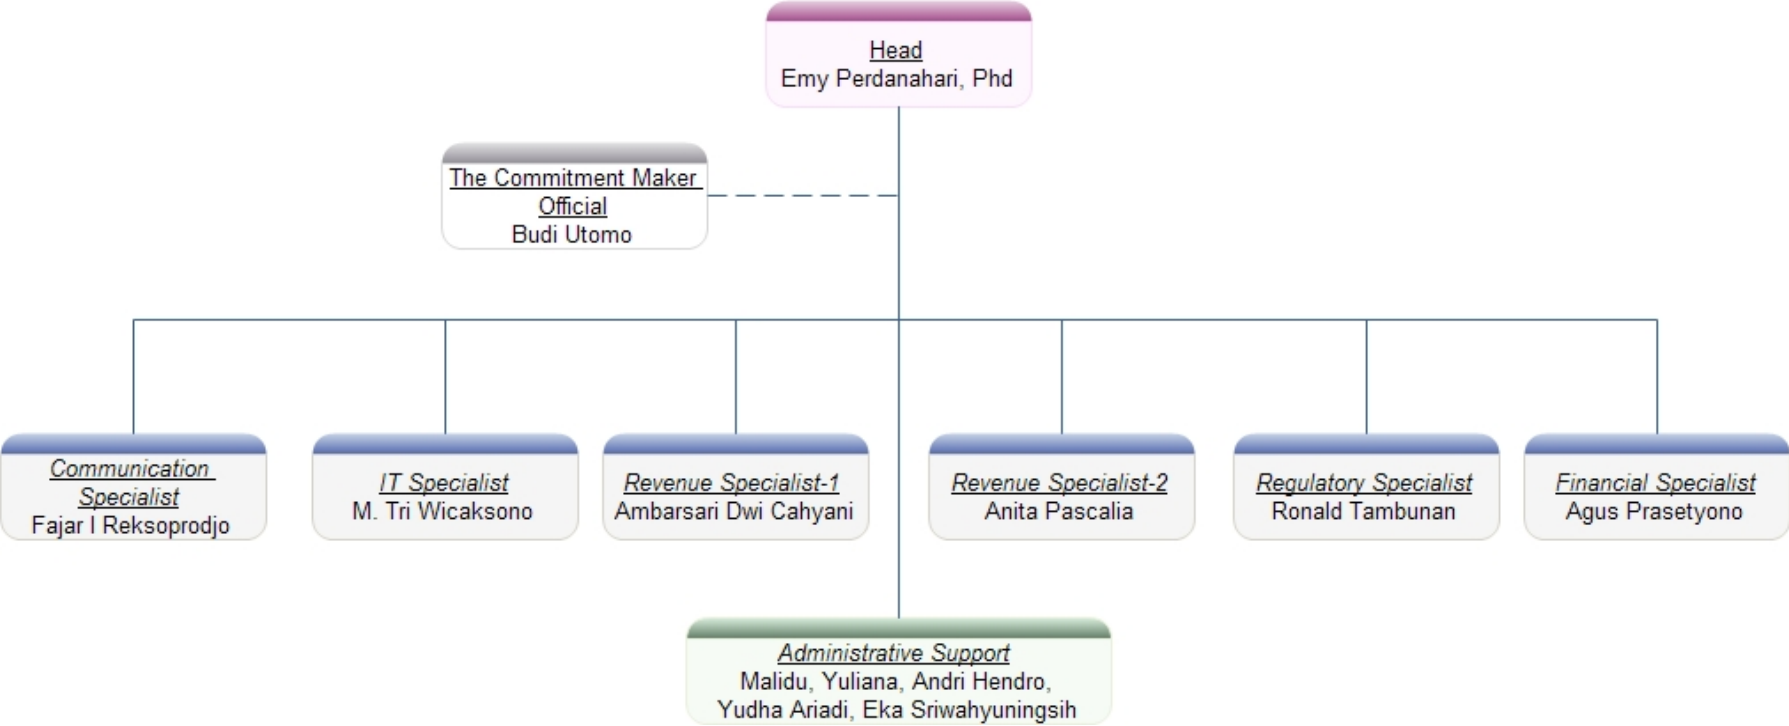 Head
Emy Perdanahari, Phd
The Commitment Maker
Official
Budi Utomo
Communication
Specialist
Fajar I Reksoprodjo
IT Specialist
M. Tri Wicaksono
Revenue Specialist-1
Ambarsari Dwi Cahyani
Revenue Specialist-2
Anita Pascalia
Regulatory Specialist
Ronald Tambunan
Financial Specialist
Agus Prasetyono
Administrative Support
Malidu, Yuliana, Andri Hendro,
Yudha Ariadi, Eka Sriwahyuningsih